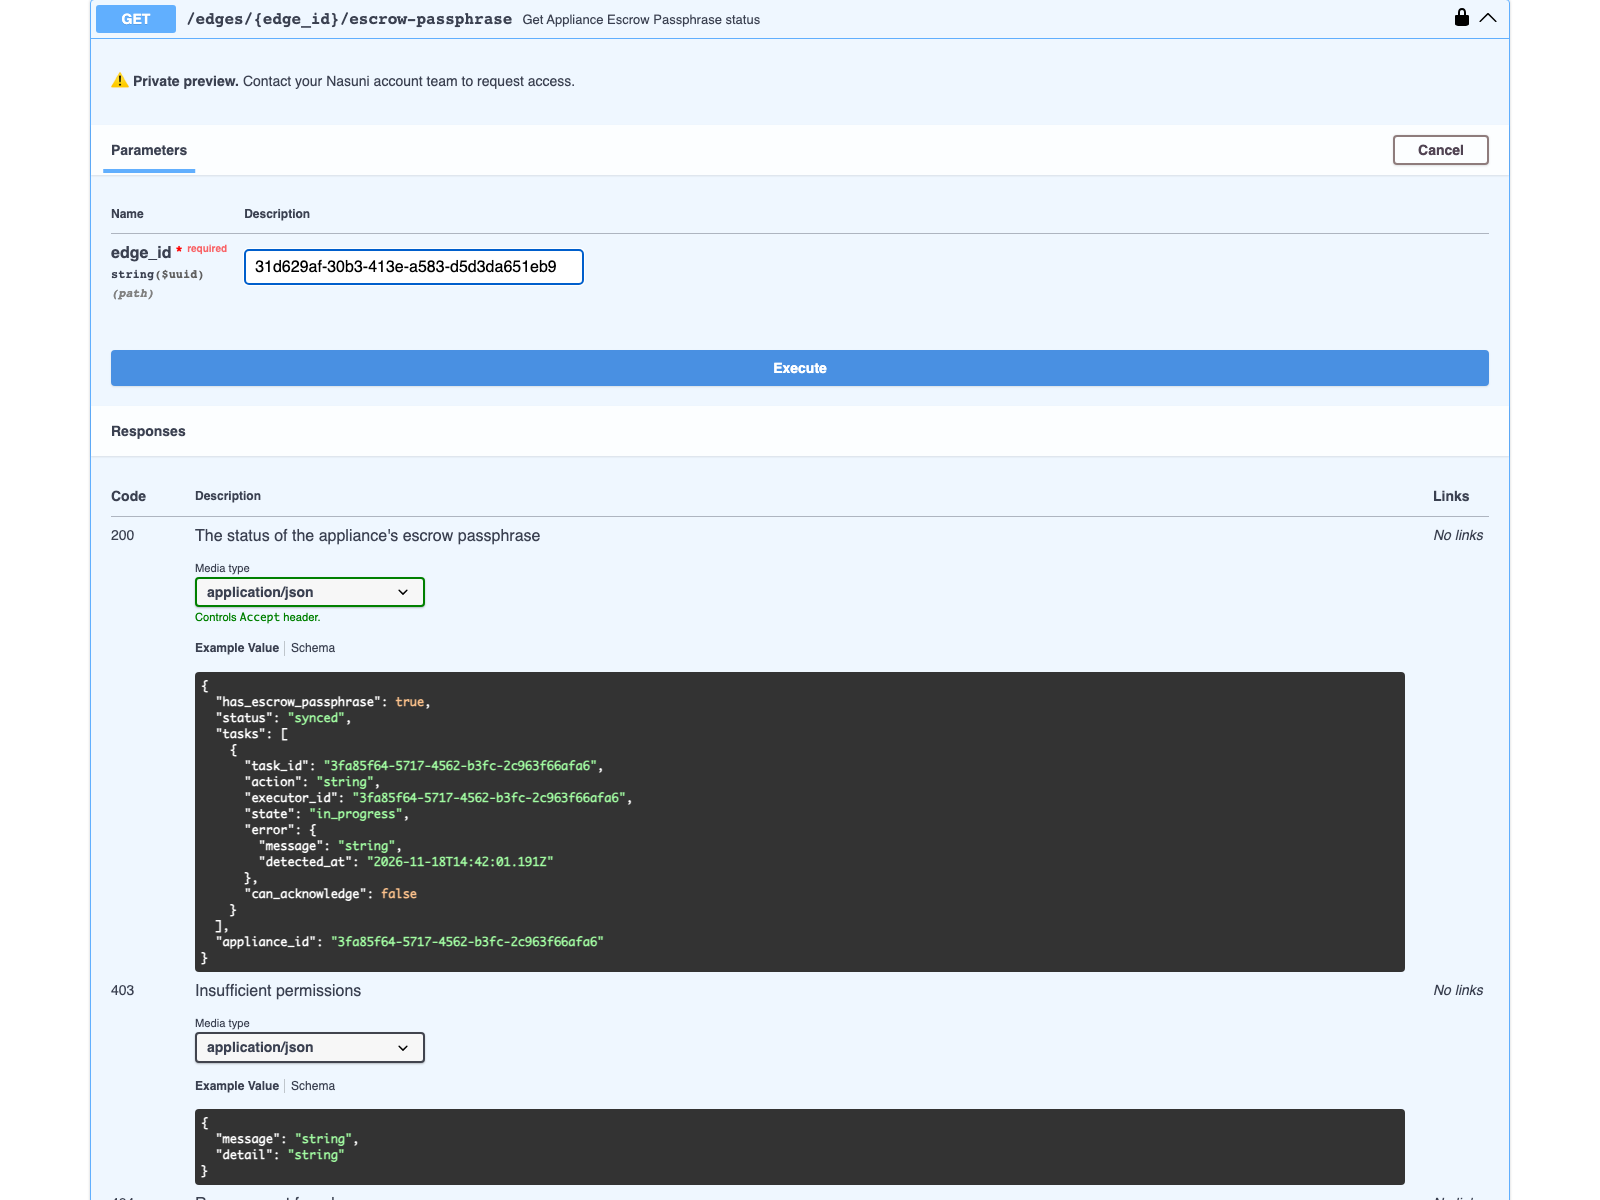 GET /edges/{edge_id}/escrow-passphrase Get Appliance Escrow Passphrase status
Private preview. Contact your Nasuni account team to request access.
Parameters
Cancel
Name Description
edge_id * required
string($uuid)
(path)
31d629af-30b3-413e-a583-d5d3da651eb9
Execute
Responses
Code Description Links
200 The status of the appliance's escrow passphrase No links
Media type
application/json
Controls Accept header.
Example Value Schema
{
  "has_escrow_passphrase": true,
  "status": "synced",
  "tasks": [
    {
      "task_id": "3fa85f64-5717-4562-b3fc-2c963f66afa6",
      "action": "string",
      "executor_id": "3fa85f64-5717-4562-b3fc-2c963f66afa6",
      "state": "in_progress",
      "error": {
        "message": "string",
        "detected_at": "2026-11-18T14:42:01.191Z"
      },
      "can_acknowledge": false
    }
  ],
  "appliance_id": "3fa85f64-5717-4562-b3fc-2c963f66afa6"
}
403 Insufficient permissions No links
Media type
application/json
Example Value Schema
{
  "message": "string",
  "detail": "string"
}